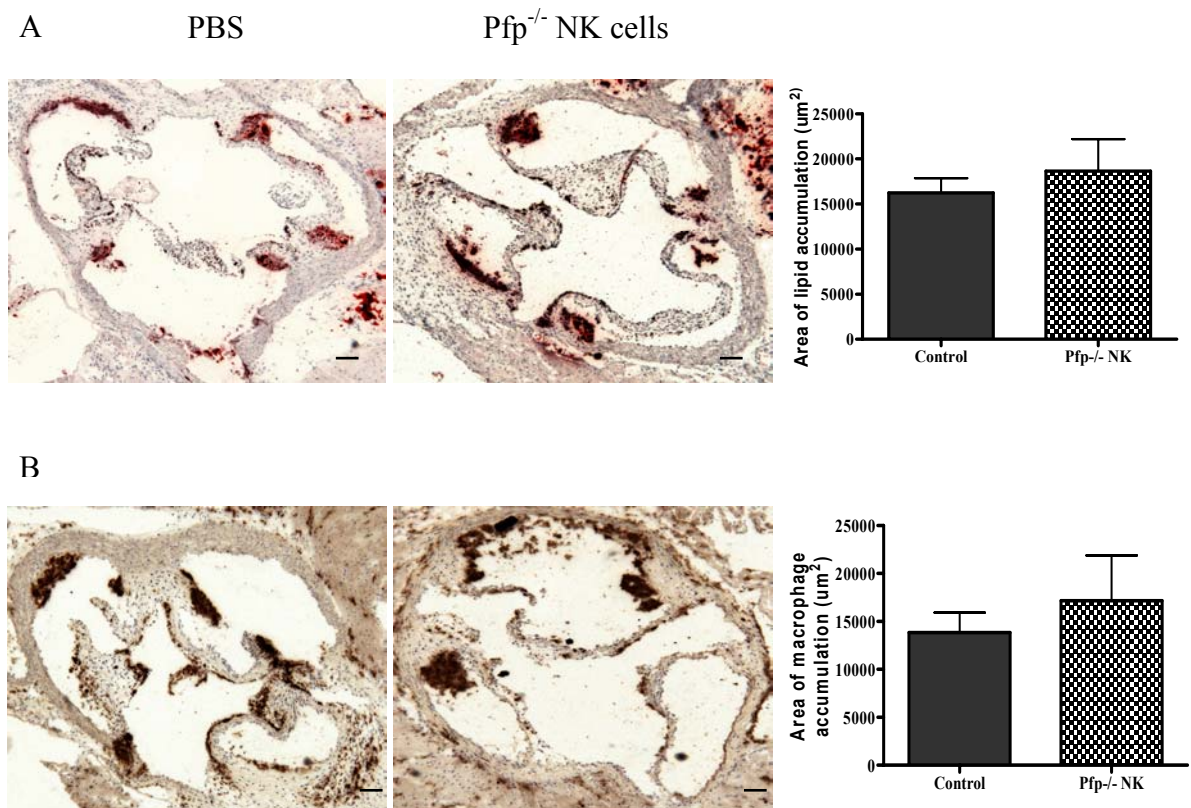 A
PBS
Pfp-/- NK cells
Area of lipid accumulation (um2)
25000
20000
15000
10000
5000
0
Control
Pfp-/- NK
B
Area of macrophage
accumulation (um2)
25000
20000
15000
10000
5000
0
Control
Pfp-/- NK